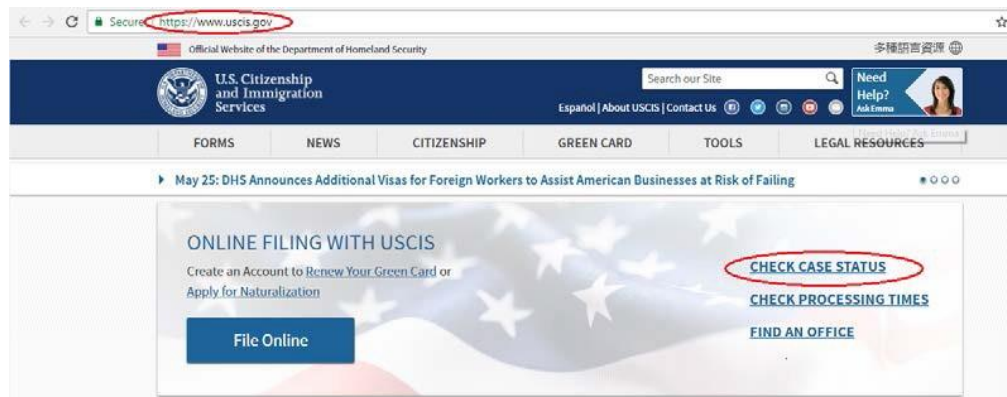 Secure https://www.uscis.gov
Official Website of the Department of Homeland Security
多種語言資源
U.S. Citizenship
and Immigration
Services
Search our Site
Need
Help?
Ask Emma
Español | About USCIS | Contact Us
Need Help? Ask Emma
FORMS NEWS CITIZENSHIP GREEN CARD TOOLS LEGAL RESOURCES
May 25: DHS Announces Additional Visas for Foreign Workers to Assist American Businesses at Risk of Failing
ONLINE FILING WITH USCIS
Create an Account to Renew Your Green Card or
Apply for Naturalization
File Online
CHECK CASE STATUS
CHECK PROCESSING TIMES
FIND AN OFFICE